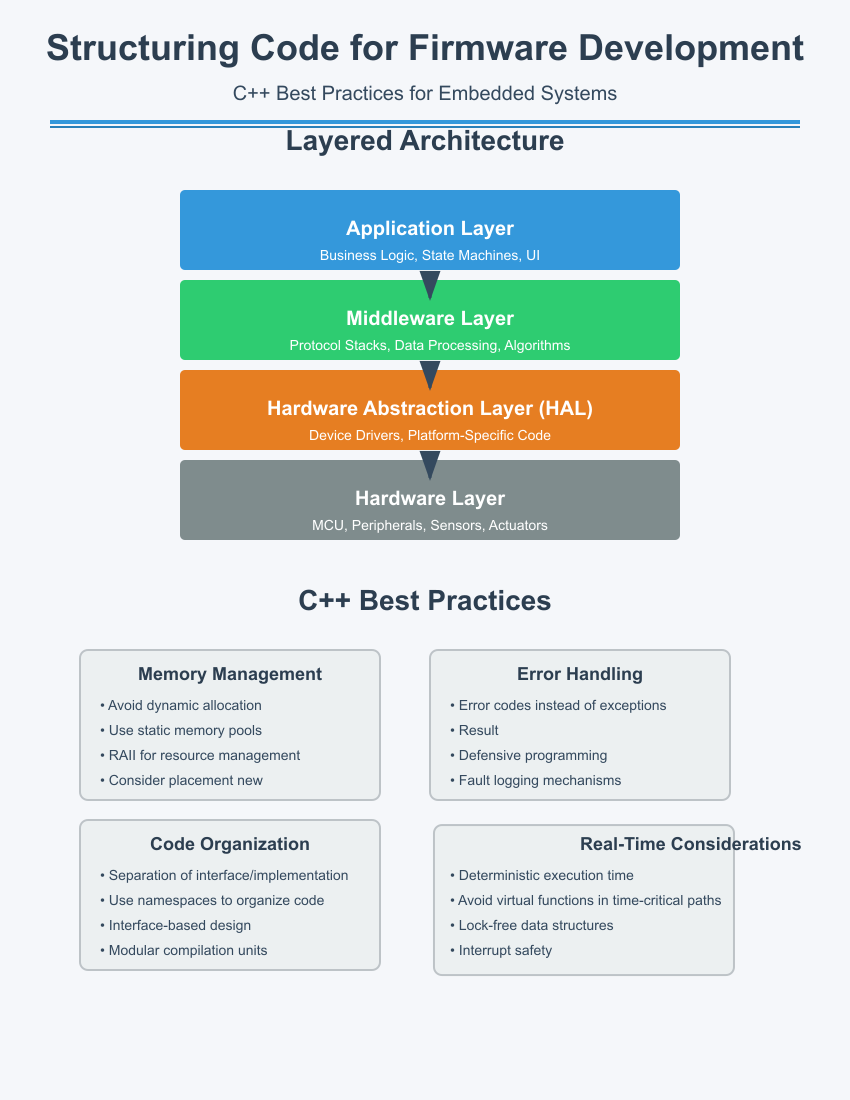 Structuring Code for Firmware Development
C++ Best Practices for Embedded Systems
Layered Architecture
Application Layer
Business Logic, State Machines, UI
Middleware Layer
Protocol Stacks, Data Processing, Algorithms
Hardware Abstraction Layer (HAL)
Device Drivers, Platform-Specific Code
Hardware Layer
MCU, Peripherals, Sensors, Actuators
C++ Best Practices
Memory Management
• Avoid dynamic allocation
• Use static memory pools
• RAII for resource management
• Consider placement new
Error Handling
• Error codes instead of exceptions
• Result
• Defensive programming
• Fault logging mechanisms
Code Organization
• Separation of interface/implementation
• Use namespaces to organize code
• Interface-based design
• Modular compilation units
Real-Time Considerations
• Deterministic execution time
• Avoid virtual functions in time-critical paths
• Lock-free data structures
• Interrupt safety